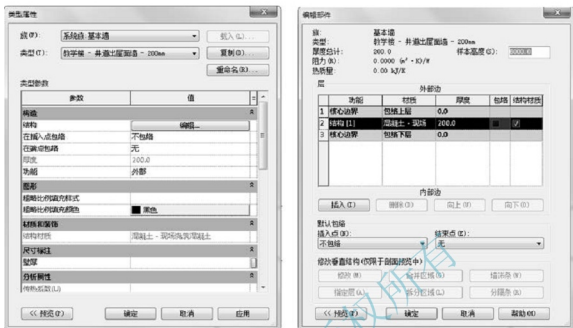 类型属性
族(F):
系统族:基本墙
载入(L)...
类型(T):
教学楼 - 井道出屋面墙 - 200mm
复制(D)...
重命名(R)...
类型参数
参数
值
构造
结构
编辑...
在插入点包络
不包络
在端点包络
无
厚度
200.0
功能
外部
图形
粗略比例填充样式
粗略比例填充颜色
黑色
材质和装饰
结构材质
混凝土 - 现场浇筑混凝土
尺寸标注
壁厚
分析属性
传热系数(U)
<< 预览(P)
确定
取消
应用
编辑部件
族:
基本墙
类型:
教学楼 - 井道出屋面墙 - 200mm
厚度总计:
200.0
样本高度(S):
阻力(R):
0.0000 (m²·K)/W
热质量:
0.00 kJ/K
层
外部边
功能
材质
厚度
包络
结构材质
1
核心边界
包络上层
0.0
2
结构 [1]
混凝土 - 现场
200.0
3
核心边界
包络下层
0.0
内部边
插入(I)
删除(D)
向上(U)
向下(O)
默认包络
插入点(N):
结束点(E):
不包络
无
修改垂直结构(仅限于剖面预览中)
修改(M)
合并区域(G)
墙饰条(W)
指定层(A)
拆分区域(L)
分隔条(R)
<< 预览(P)
确定
取消
帮助(H)
权所有